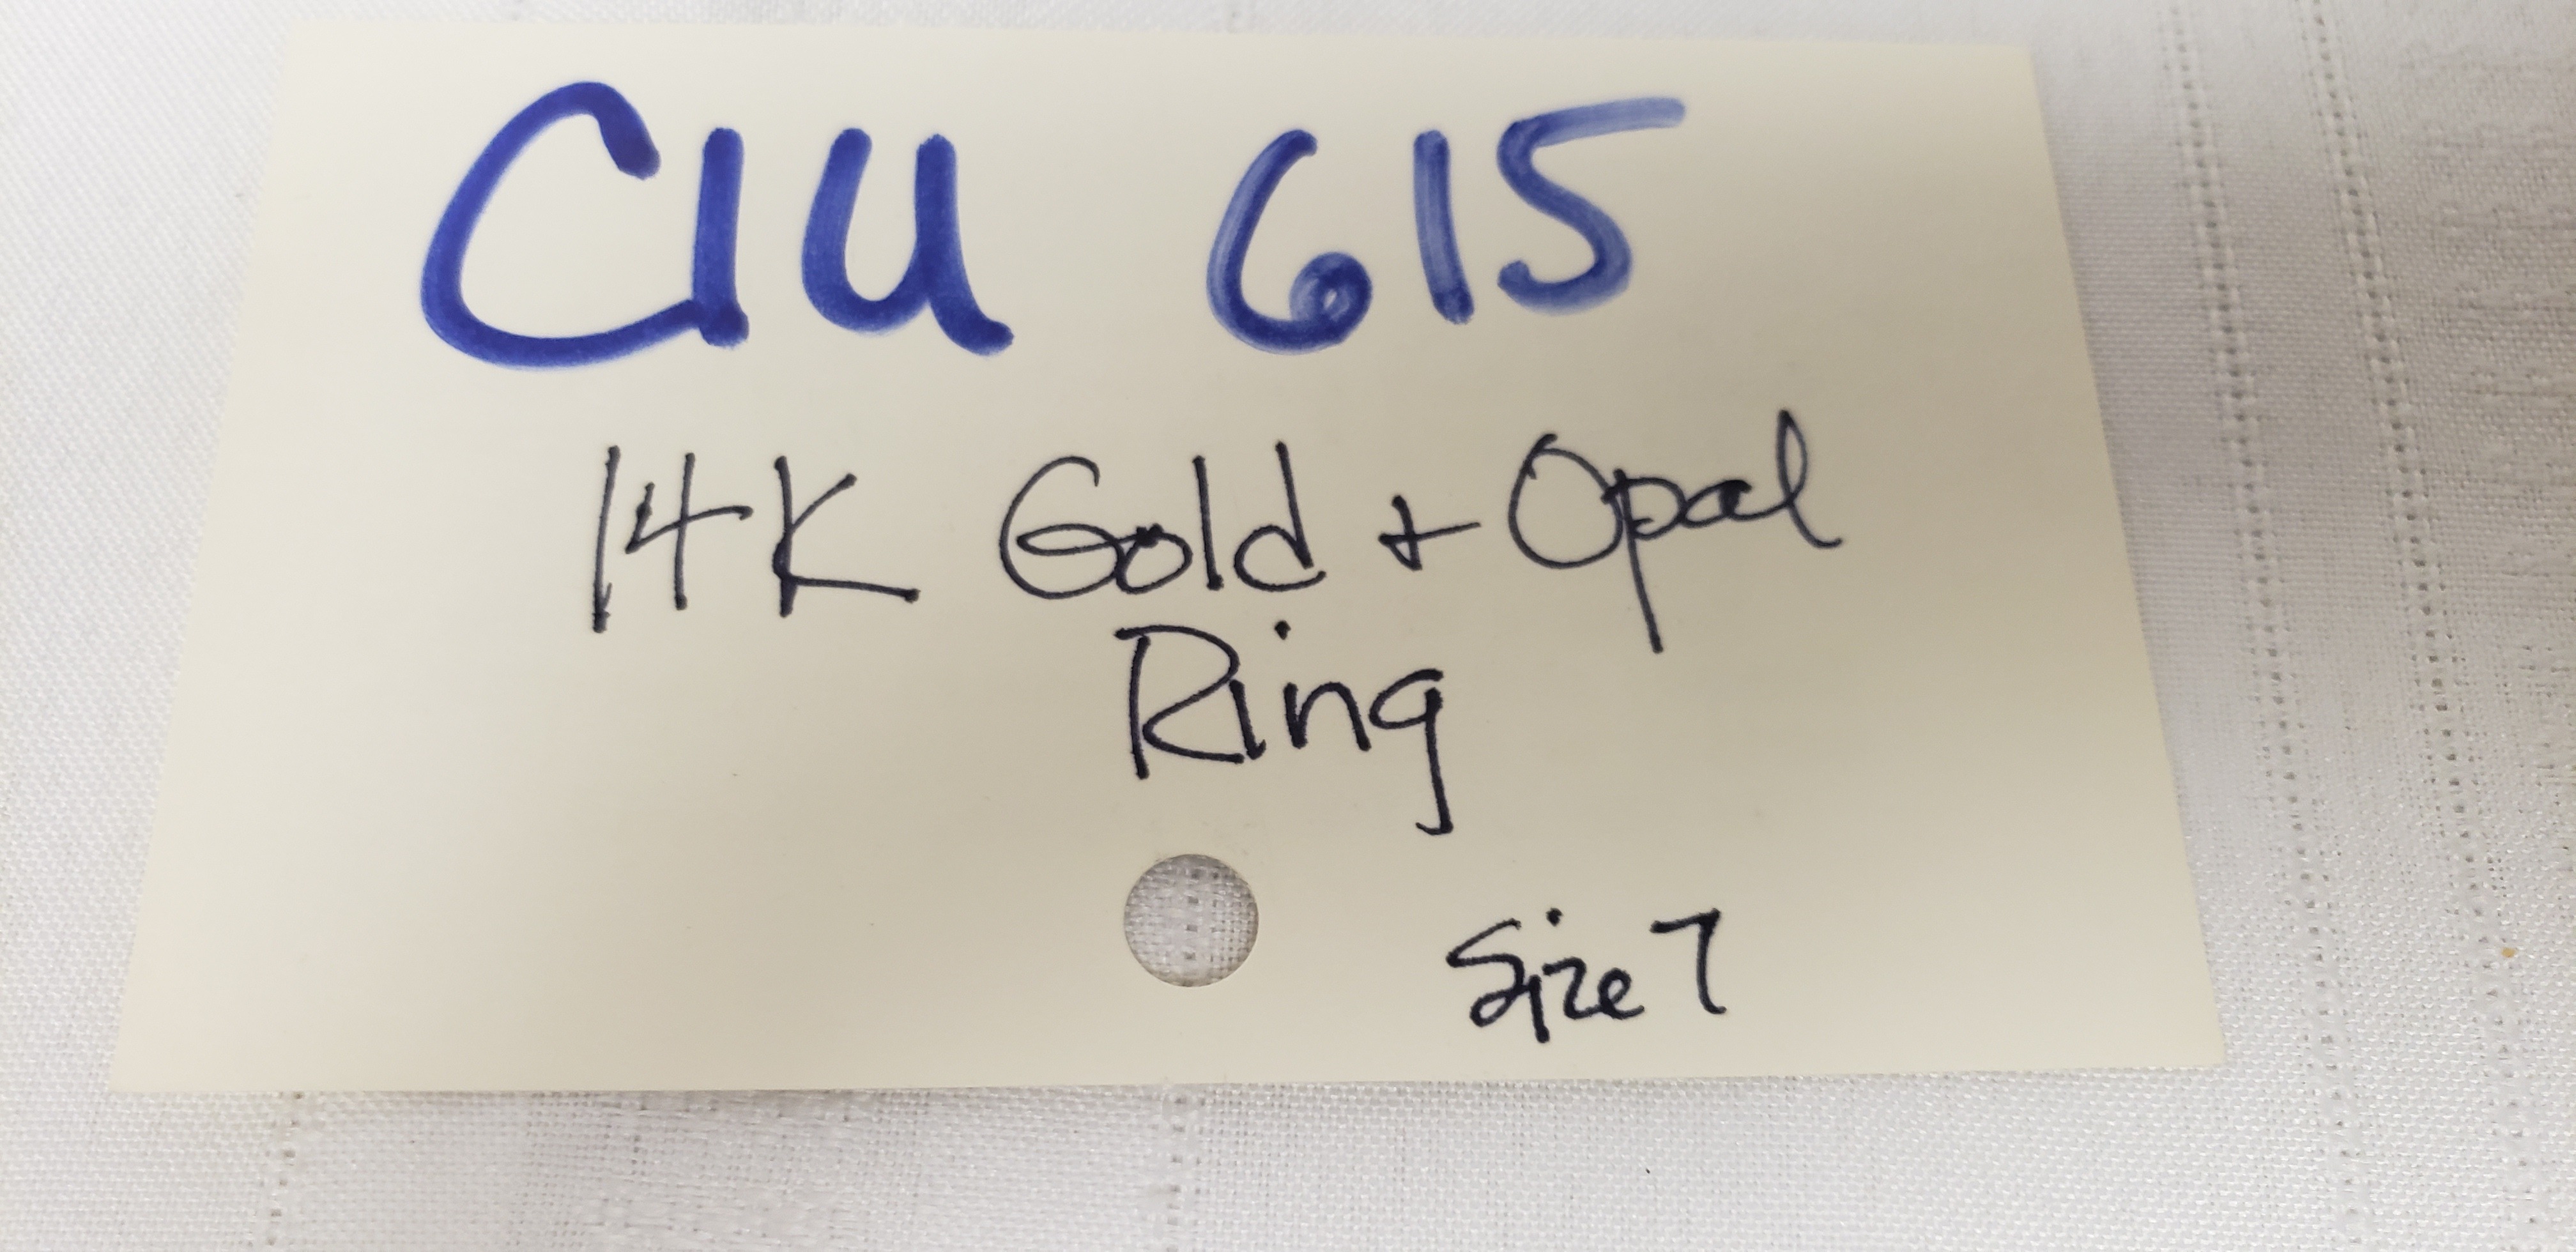 CIU 615
14K Gold + Opal
Ring
Size 7